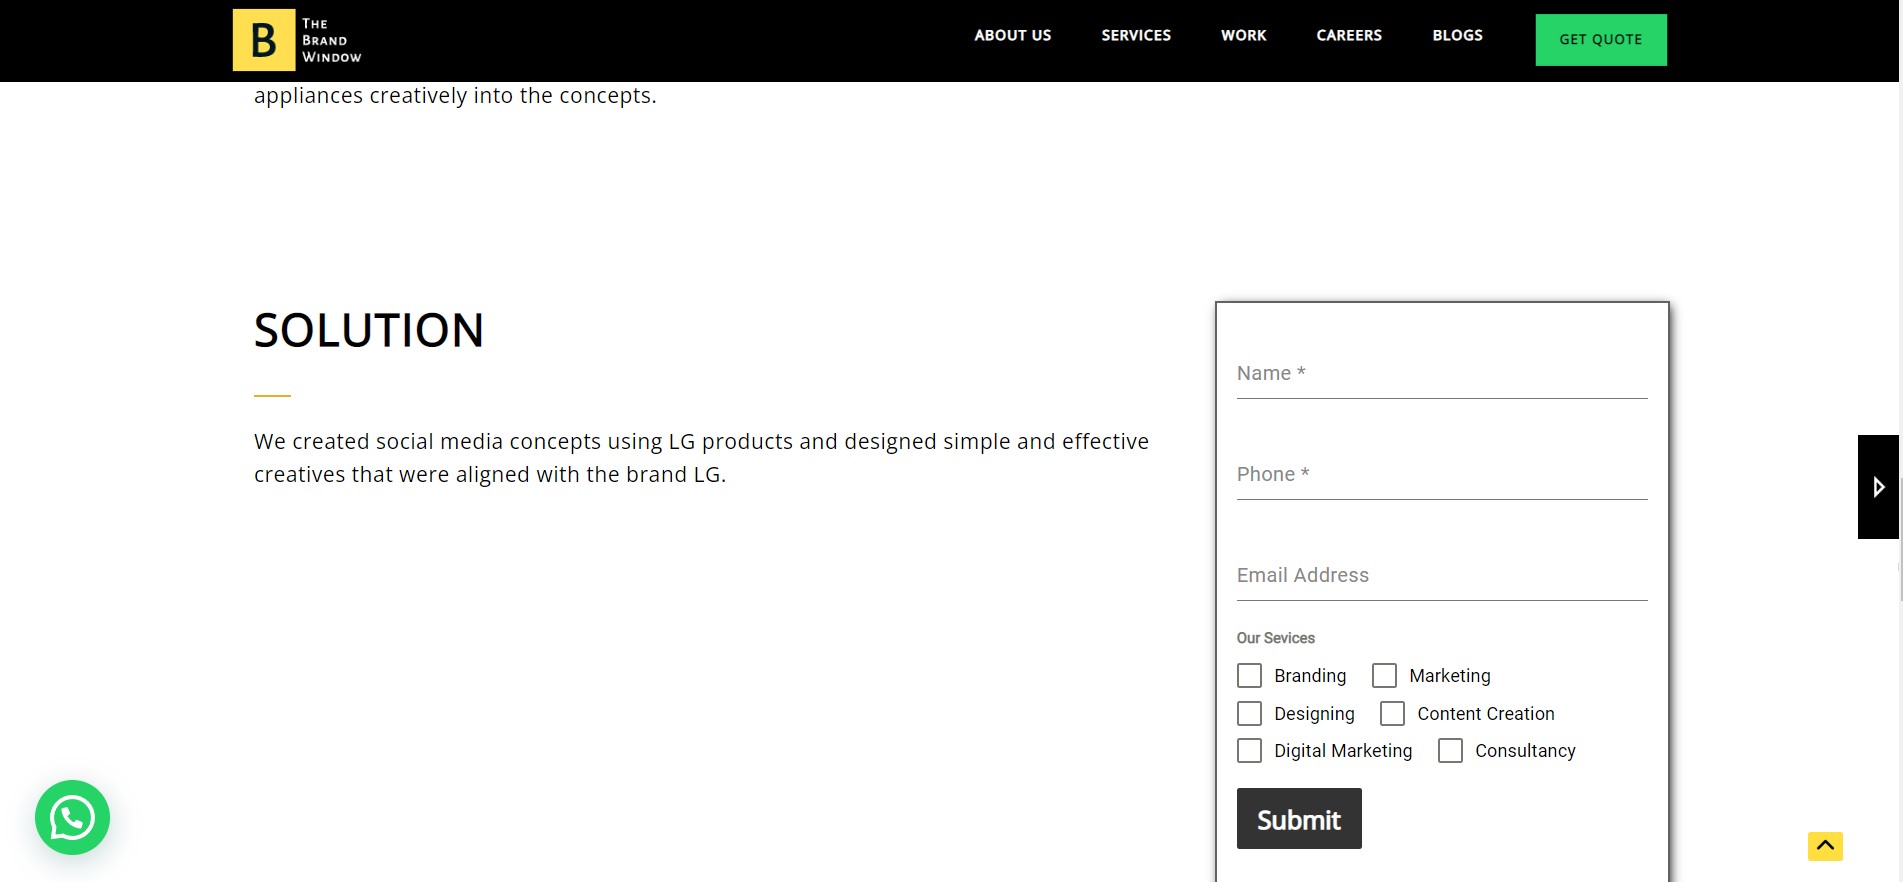 B
THE
BRAND
WINDOW
ABOUT US SERVICES WORK CAREERS BLOGS GET QUOTE
appliances creatively into the concepts.
SOLUTION
We created social media concepts using LG products and designed simple and effective
creatives that were aligned with the brand LG.
Name *
Phone *
Email Address
Our Sevices
Branding Marketing
Designing Content Creation
Digital Marketing Consultancy
Submit